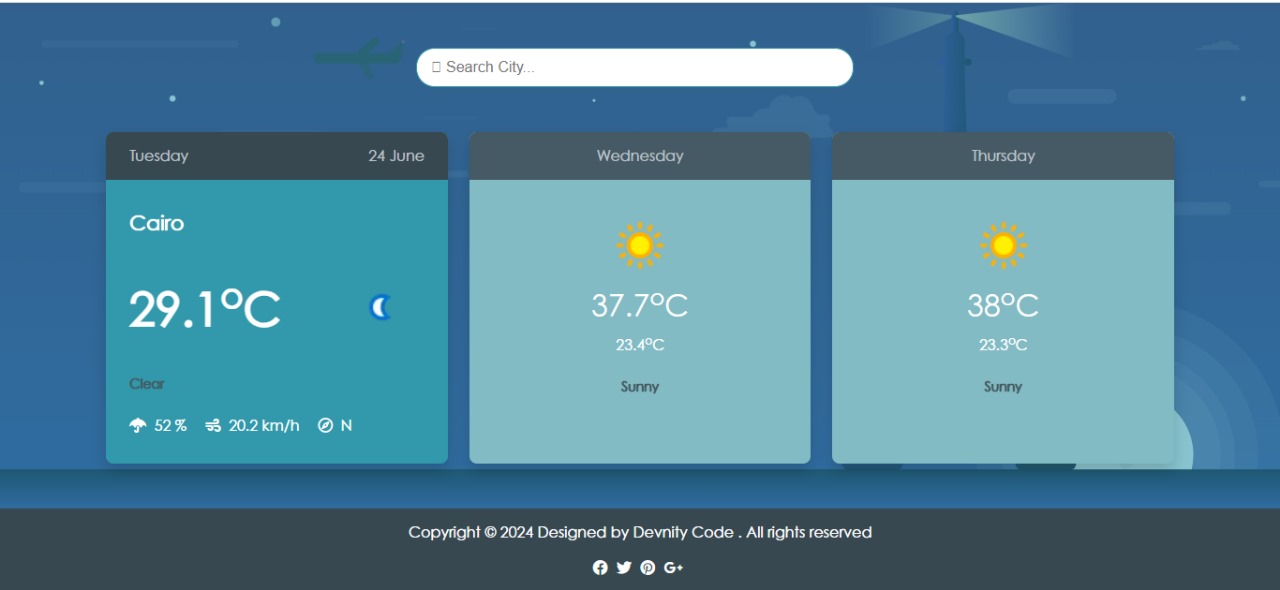 Search City...
Tuesday 24 June
Wednesday
Thursday
Cairo
29.1°C
Clear
52 % 20.2 km/h N
37.7°C
23.4°C
Sunny
38°C
23.3°C
Sunny
Copyright © 2024 Designed by Devnity Code . All rights reserved
G+